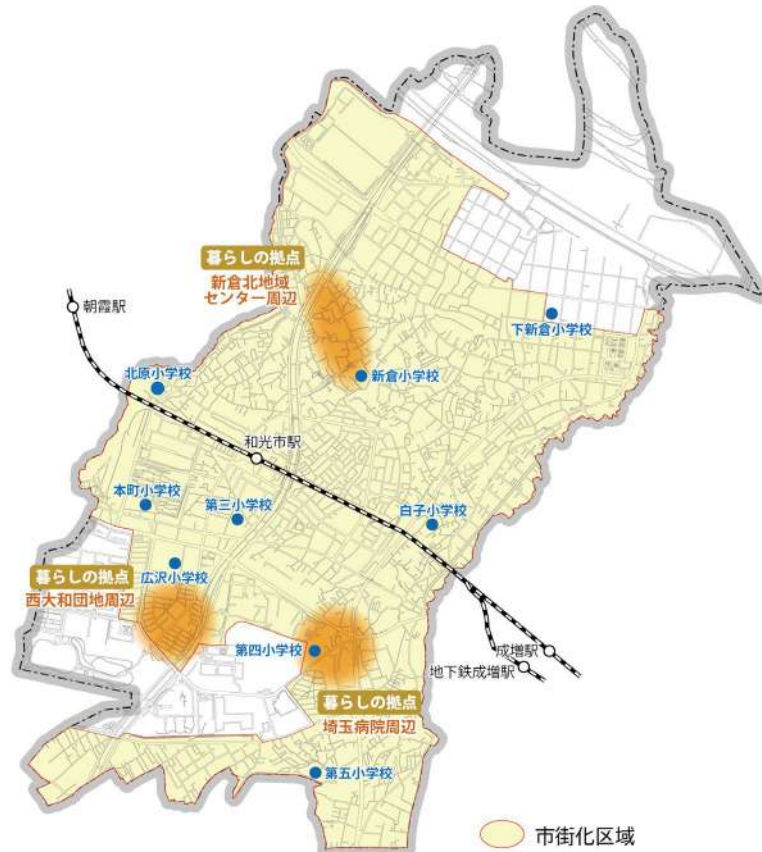 暮らしの拠点
新倉北地域
センター周辺
朝霞駅
下新倉小学校
北原小学校
新倉小学校
和光市駅
本町小学校
第三小学校
白子小学校
暮らしの拠点
広沢小学校
西大和団地周辺
第四小学校
成増駅
地下鉄成増駅
暮らしの拠点
埼玉病院周辺
第五小学校
市街化区域